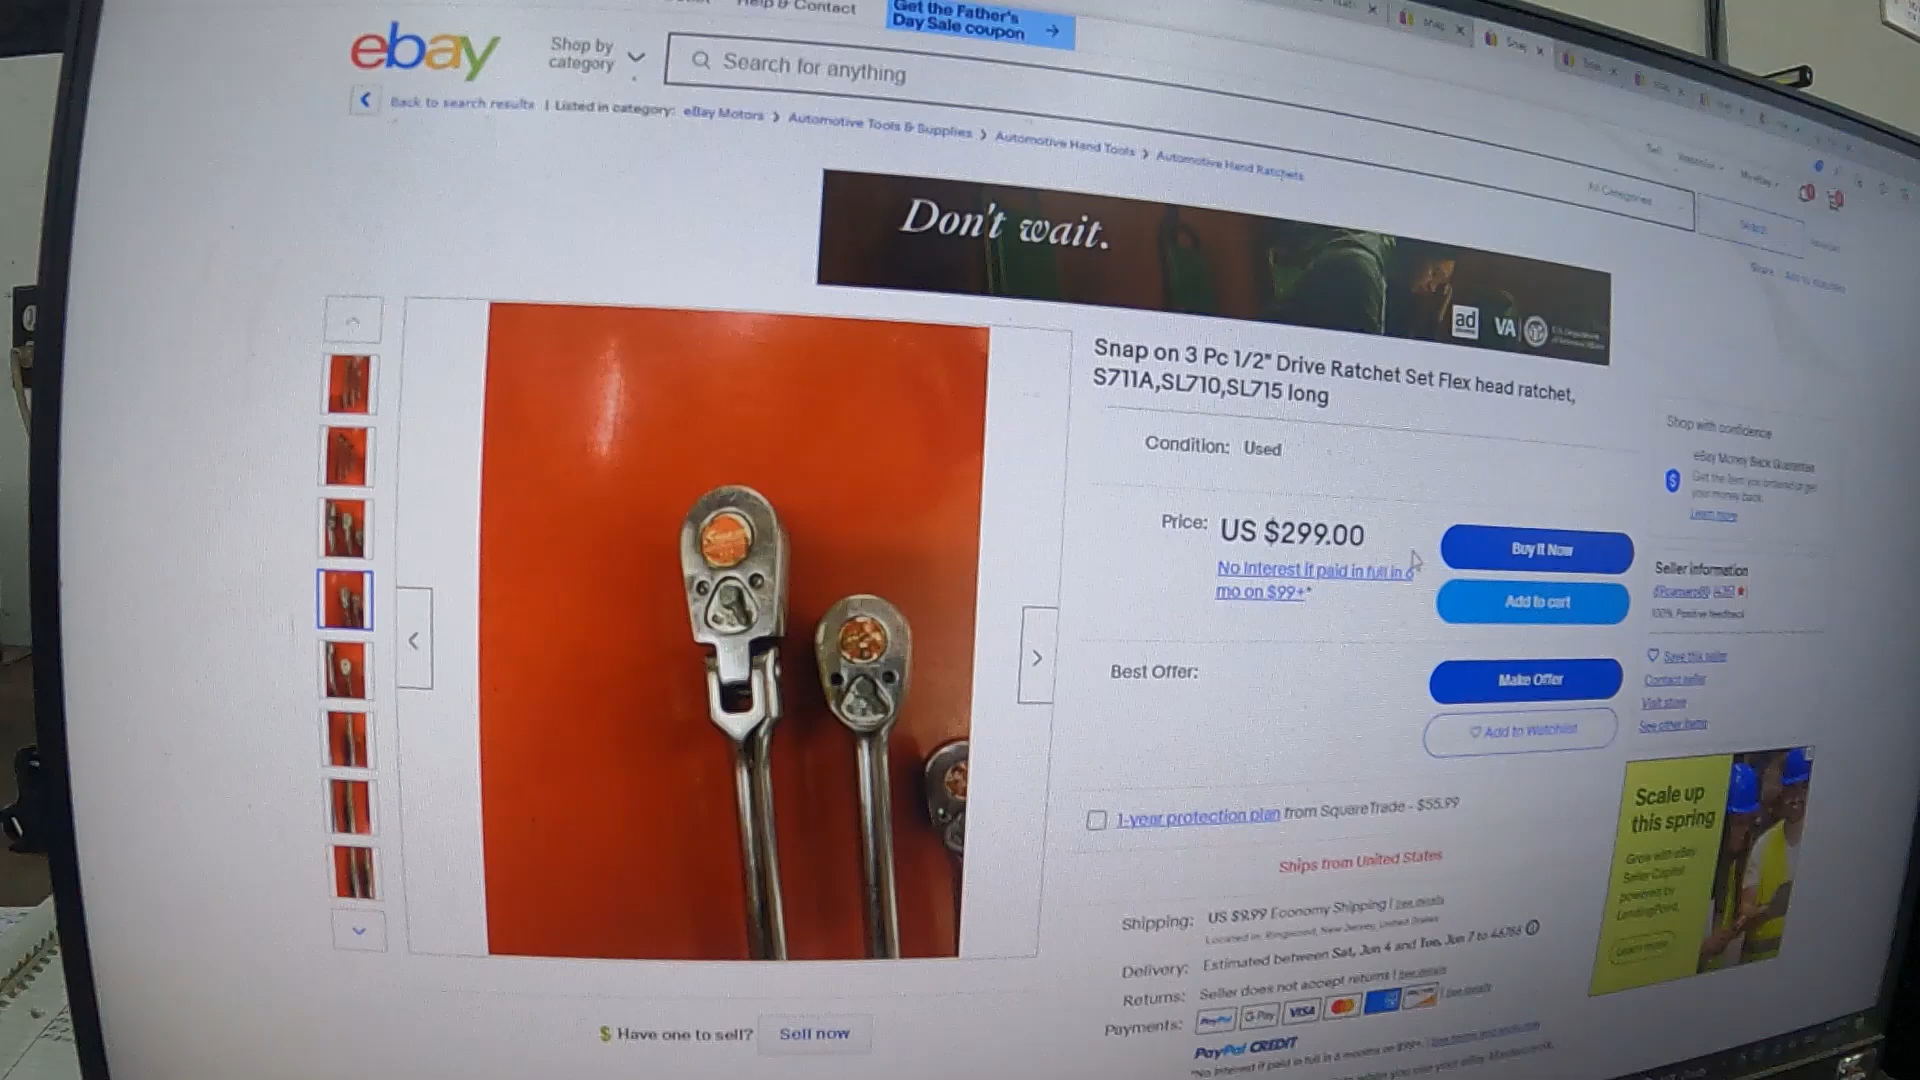 Help & Contact
Get the Father's
Day Sale coupon
ebay
Shop by
category
Search for anything
All Categories
Back to search results | Listed in category: eBay Motors > Automotive Tools & Supplies > Automotive Hand Tools > Automotive Hand Ratchets
Don't wait.
ad
VA
Snap on 3 Pc 1/2" Drive Ratchet Set Flex head ratchet,
S711A,SL710,SL715 long
Condition: Used
Price: US $299.00
No Interest if paid in full in 6
mo on $99+*
Buy It Now
Add to cart
Best Offer:
Make Offer
Add to Watchlist
1-year protection plan from SquareTrade - $55.99
Ships from United States
Shipping: US $9.99 Economy Shipping | See details
Located in: Ringwood, New Jersey, United States
Delivery: Estimated between Sat, Jun 4 and Tue, Jun 7 to 46786
Returns: Seller does not accept returns | See details
Payments: PayPal G Pay VISA
PayPal CREDIT
Shop with confidence
eBay Money Back Guarantee
Get the item you ordered or get
your money back.
Learn more
Seller information
100% Positive feedback
Save this seller
Contact seller
Visit store
See other items
Scale up
this spring
Grow with eBay
Seller Capital
powered by
LendingPoint.
Learn more
$ Have one to sell? Sell now